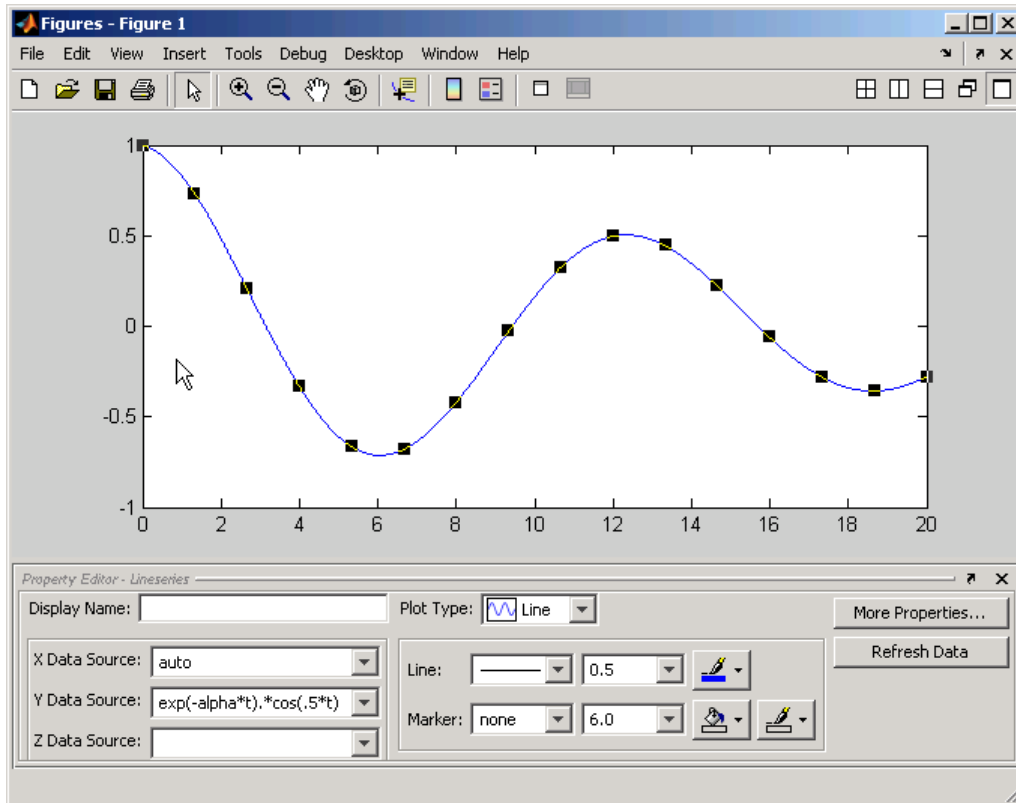 Figures - Figure 1
File Edit View Insert Tools Debug Desktop Window Help
1
0.5
0
-0.5
-1
0 2 4 6 8 10 12 14 16 18 20
Property Editor - Lineseries
Display Name: Plot Type: Line More Properties...
X Data Source: auto Line: 0.5 Refresh Data
Y Data Source: exp(-alpha*t).*cos(.5*t) Marker: none 6.0
Z Data Source: